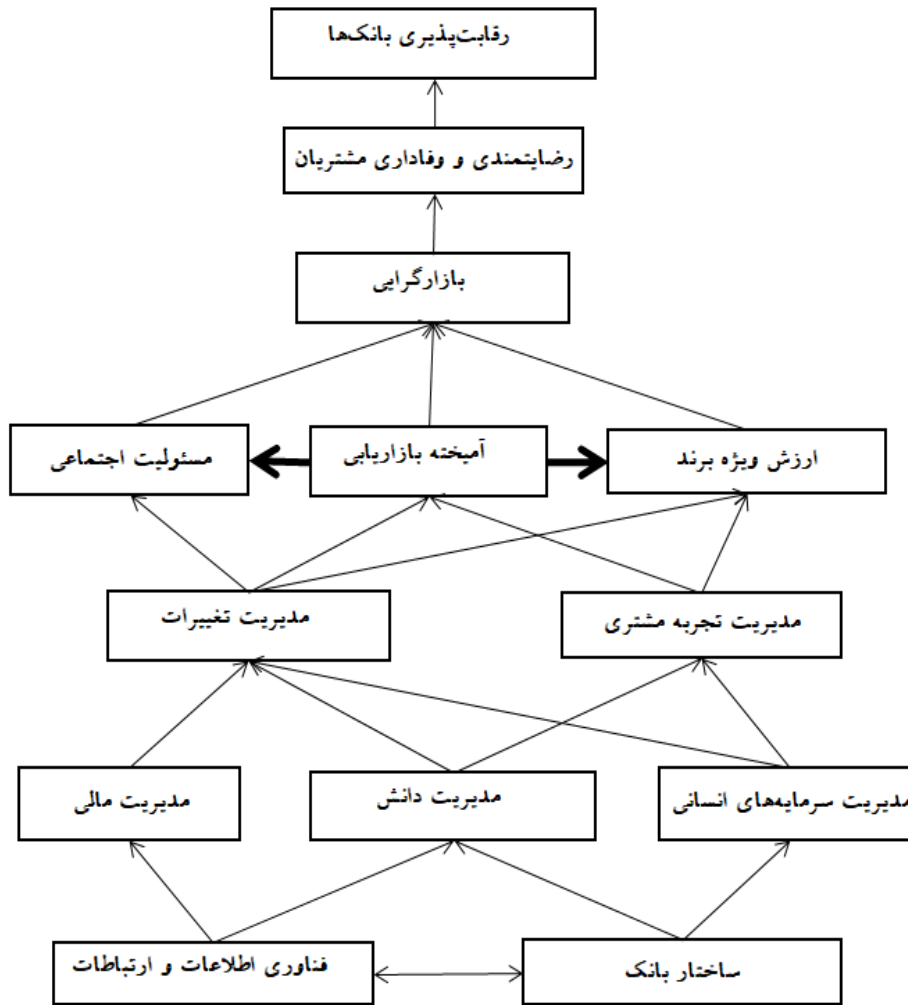 رقابت‌پذیری بانک‌ها
رضایتمندی و وفاداری مشتریان
بازارگرایی
ارزش ویژه برند
آمیخته بازاریابی
مسئولیت اجتماعی
مدیریت تجربه مشتری
مدیریت تغییرات
مدیریت سرمایه‌های انسانی
مدیریت دانش
مدیریت مالی
ساختار بانک
فناوری اطلاعات و ارتباطات